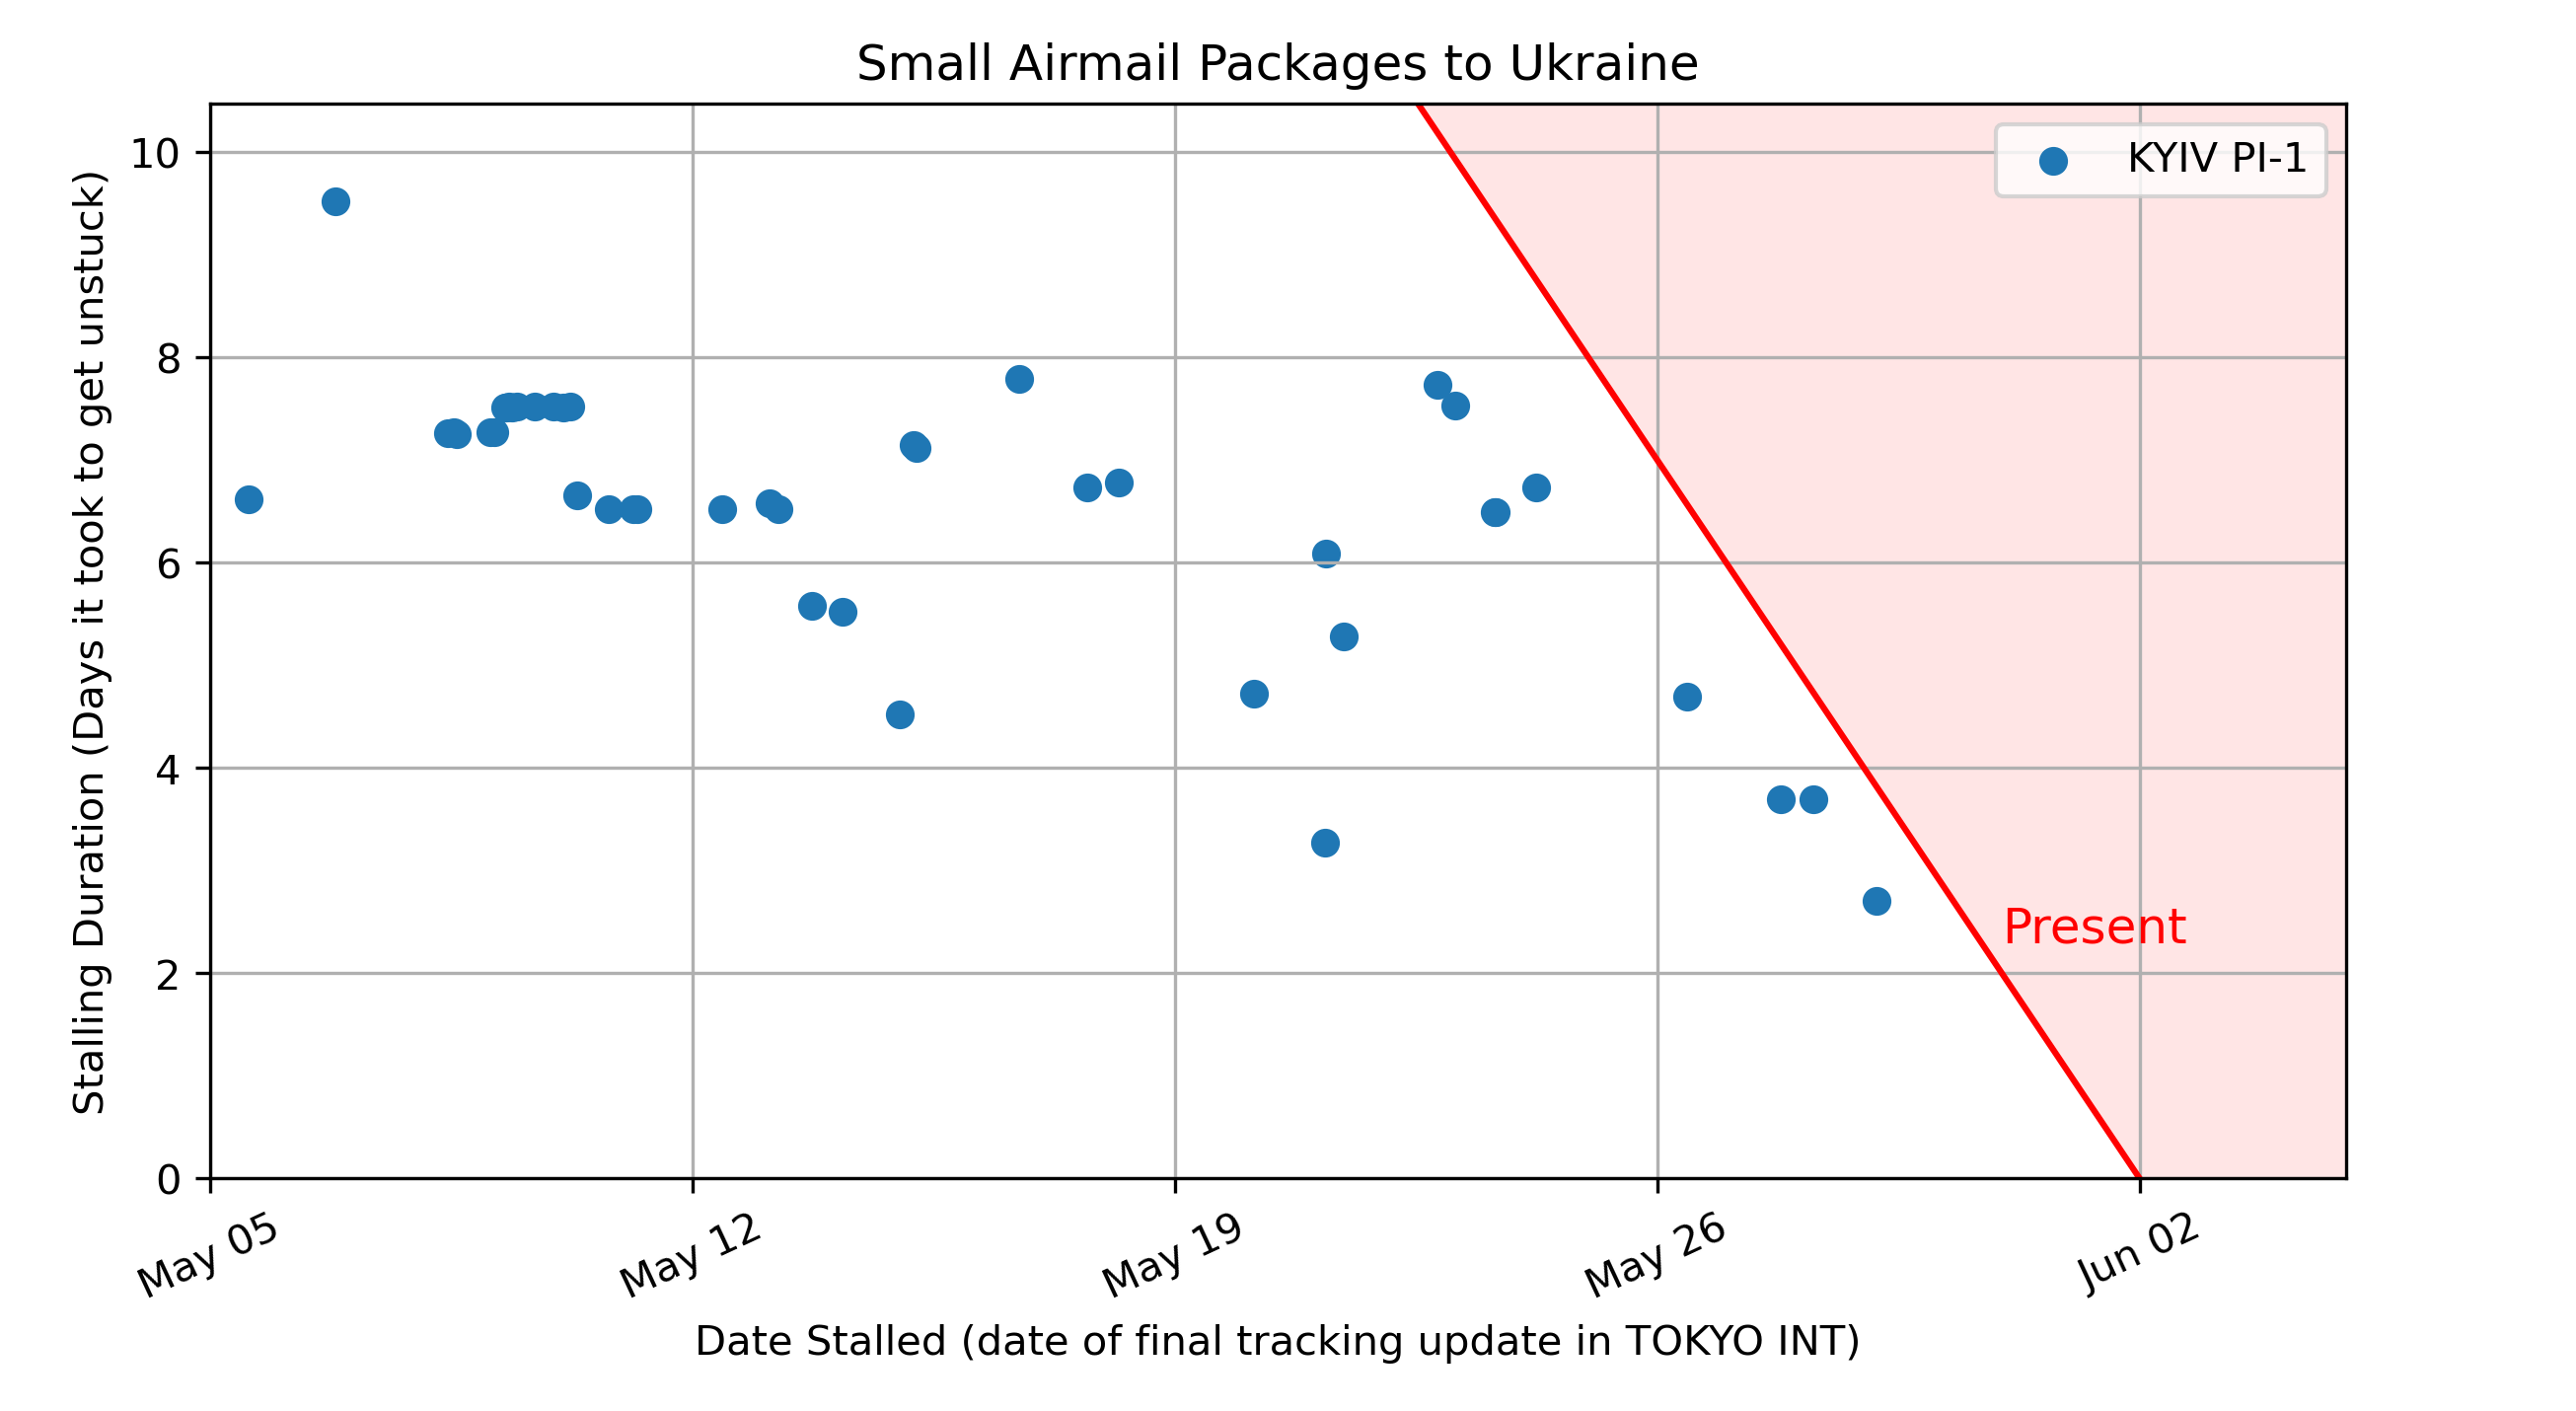 Small Airmail Packages to Ukraine
KYIV PI-1
10
8
6
4
2
0
Stalling Duration (Days it took to get unstuck)
Present
May 05
May 12
May 19
May 26
Jun 02
Date Stalled (date of final tracking update in TOKYO INT)